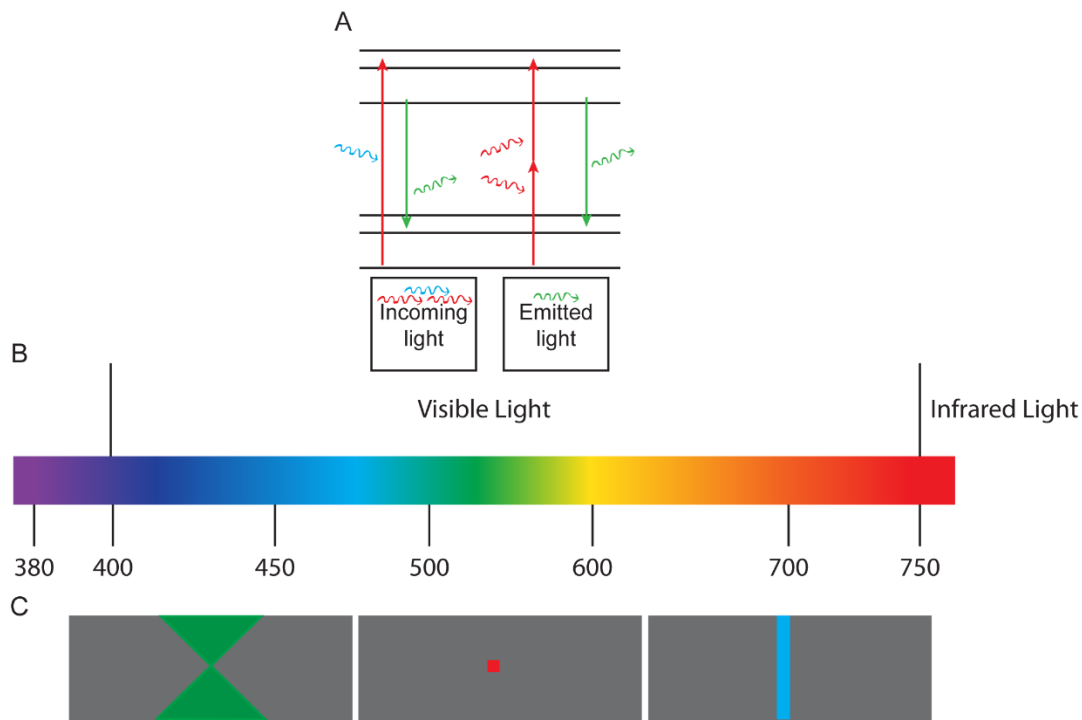 A
Incoming
light
Emitted
light
B
Visible Light
Infrared Light
380
400
450
500
600
700
750
C